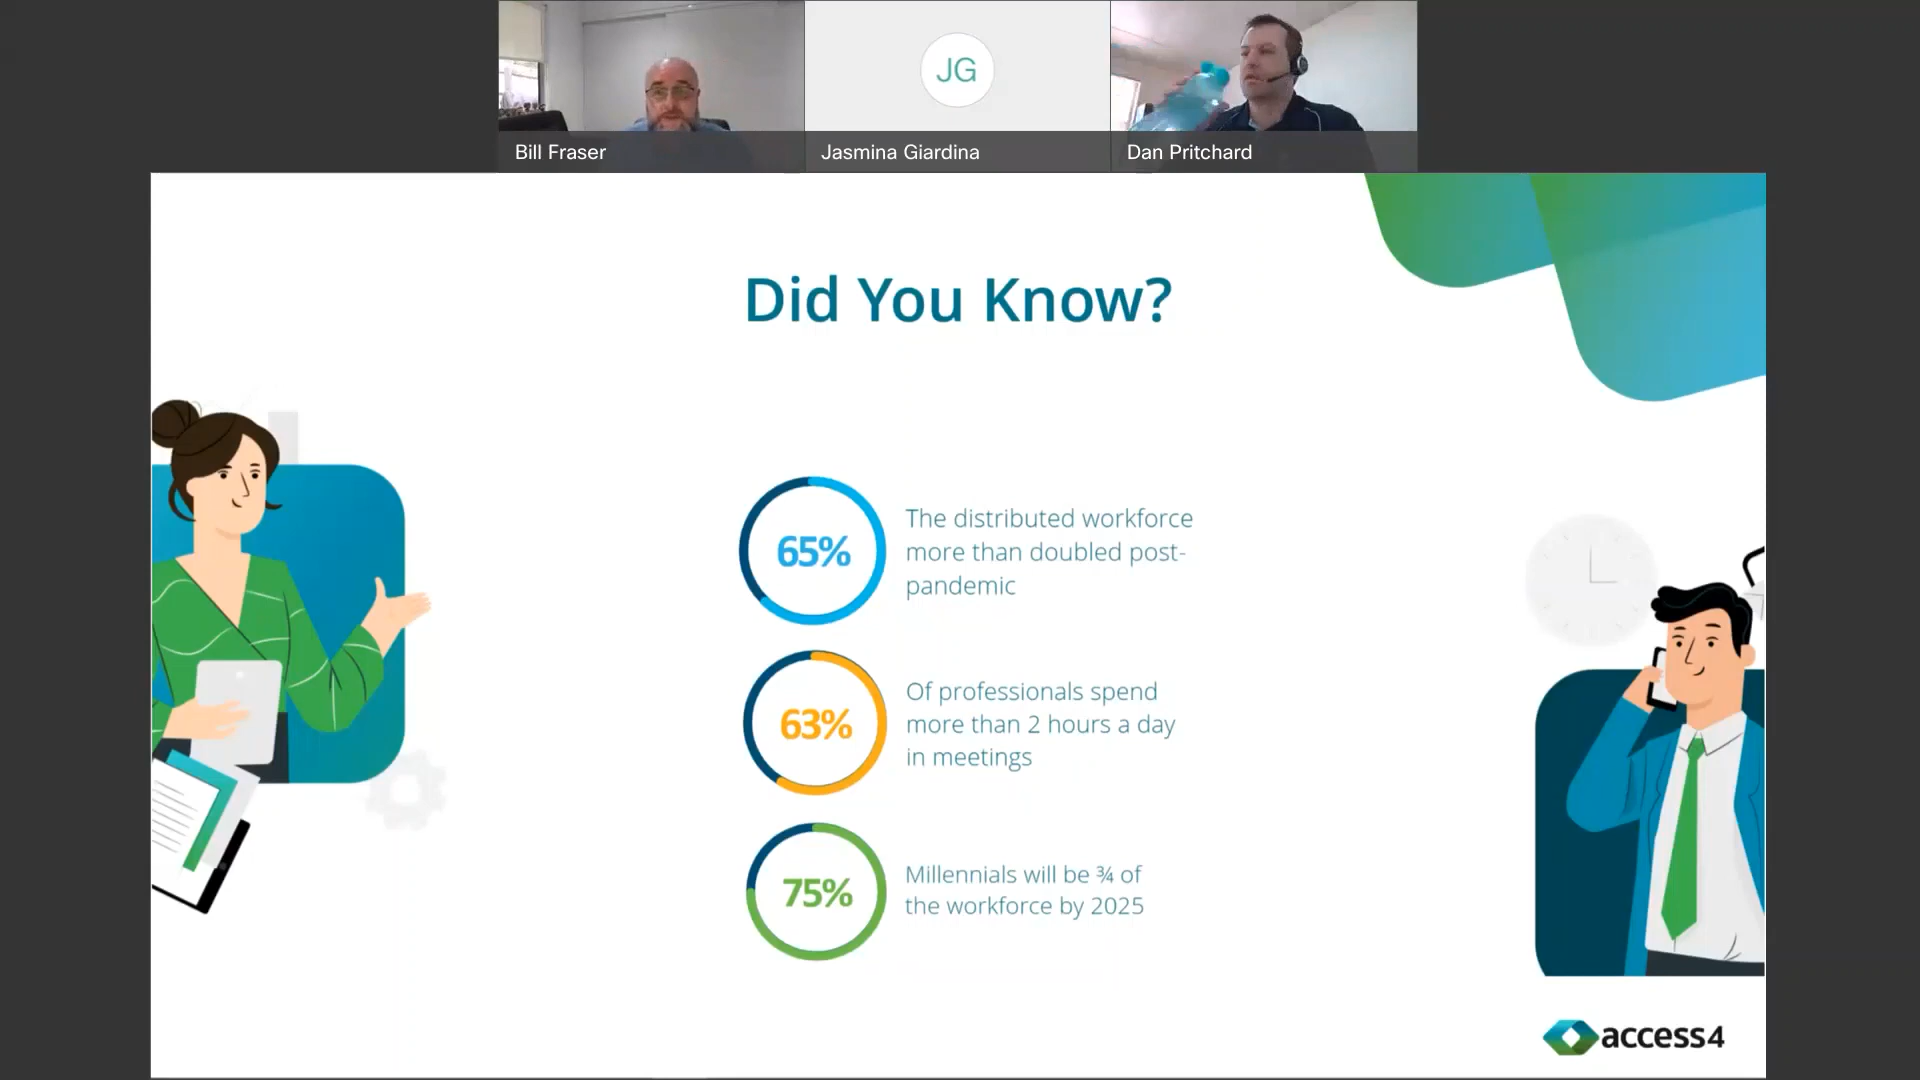 JG
Bill Fraser
Jasmina Giardina
Dan Pritchard
Did You Know?
65%
The distributed workforce
more than doubled post-
pandemic
63%
Of professionals spend
more than 2 hours a day
in meetings
75%
Millennials will be ¾ of
the workforce by 2025
access4